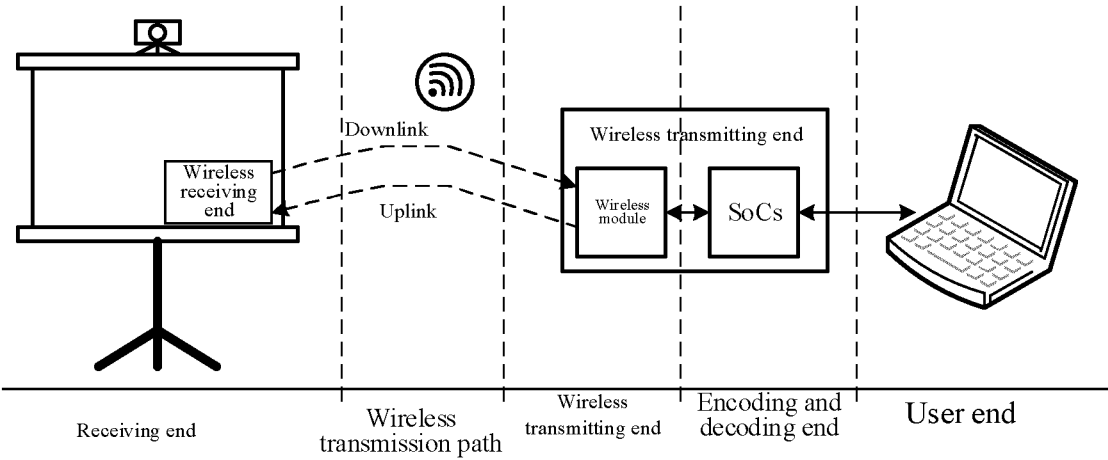 Downlink
Wireless transmitting end
Wireless
receiving
end
Uplink
Wireless
module
SoCs
Receiving end
Wireless
transmission path
Wireless
transmitting end
Encoding and
decoding end
User end